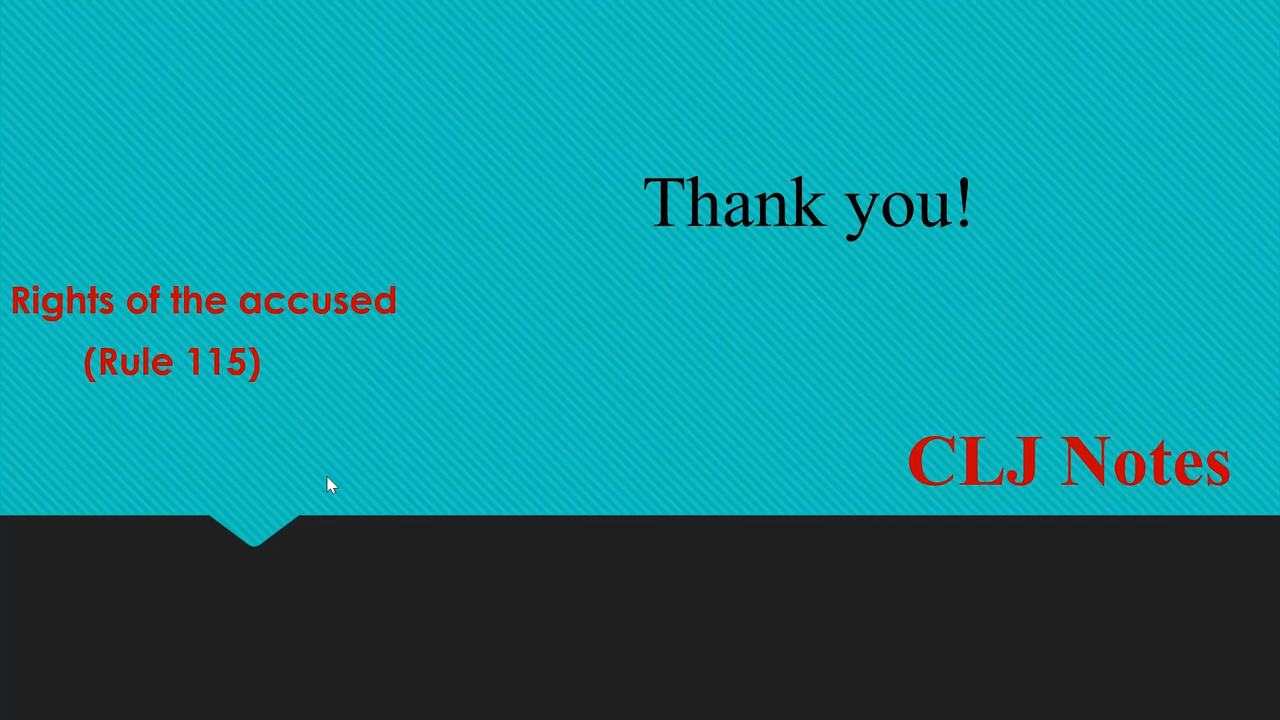 Thank you!
Rights of the accused
(Rule 115)
CLJ Notes